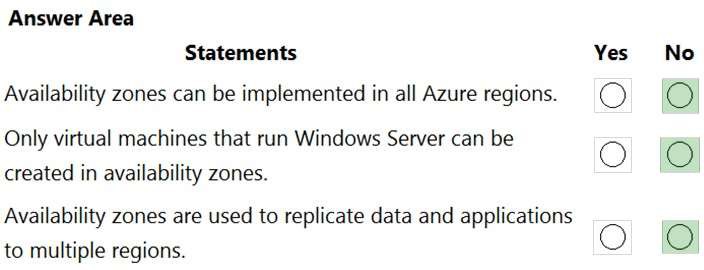 Answer Area
Statements Yes No
Availability zones can be implemented in all Azure regions.
Only virtual machines that run Windows Server can be
created in availability zones.
Availability zones are used to replicate data and applications
to multiple regions.